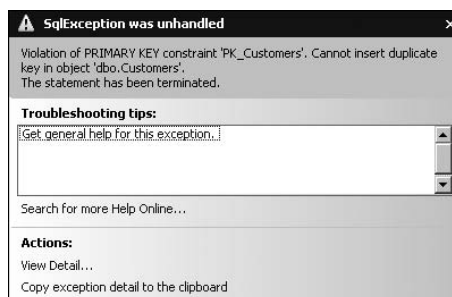 SqlException was unhandled
Violation of PRIMARY KEY constraint 'PK_Customers'. Cannot insert duplicate
key in object 'dbo.Customers'.
The statement has been terminated.
Troubleshooting tips:
Get general help for this exception.
Search for more Help Online...
Actions:
View Detail...
Copy exception detail to the clipboard